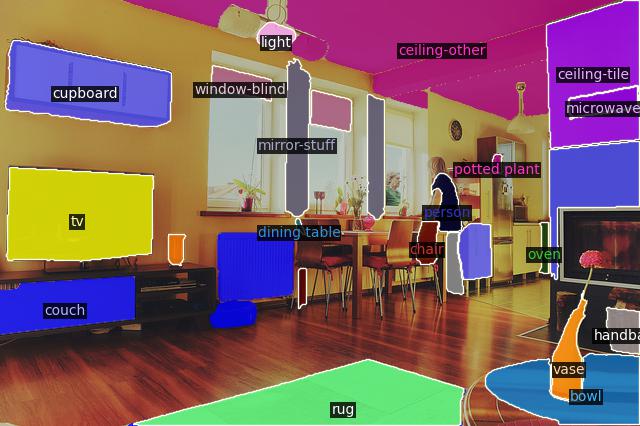 light
ceiling-other
ceiling-tile
cupboard
window-blind
microwave
mirror-stuff
potted plant
tv
person
dining table
chair
oven
couch
handba
vase
bowl
rug